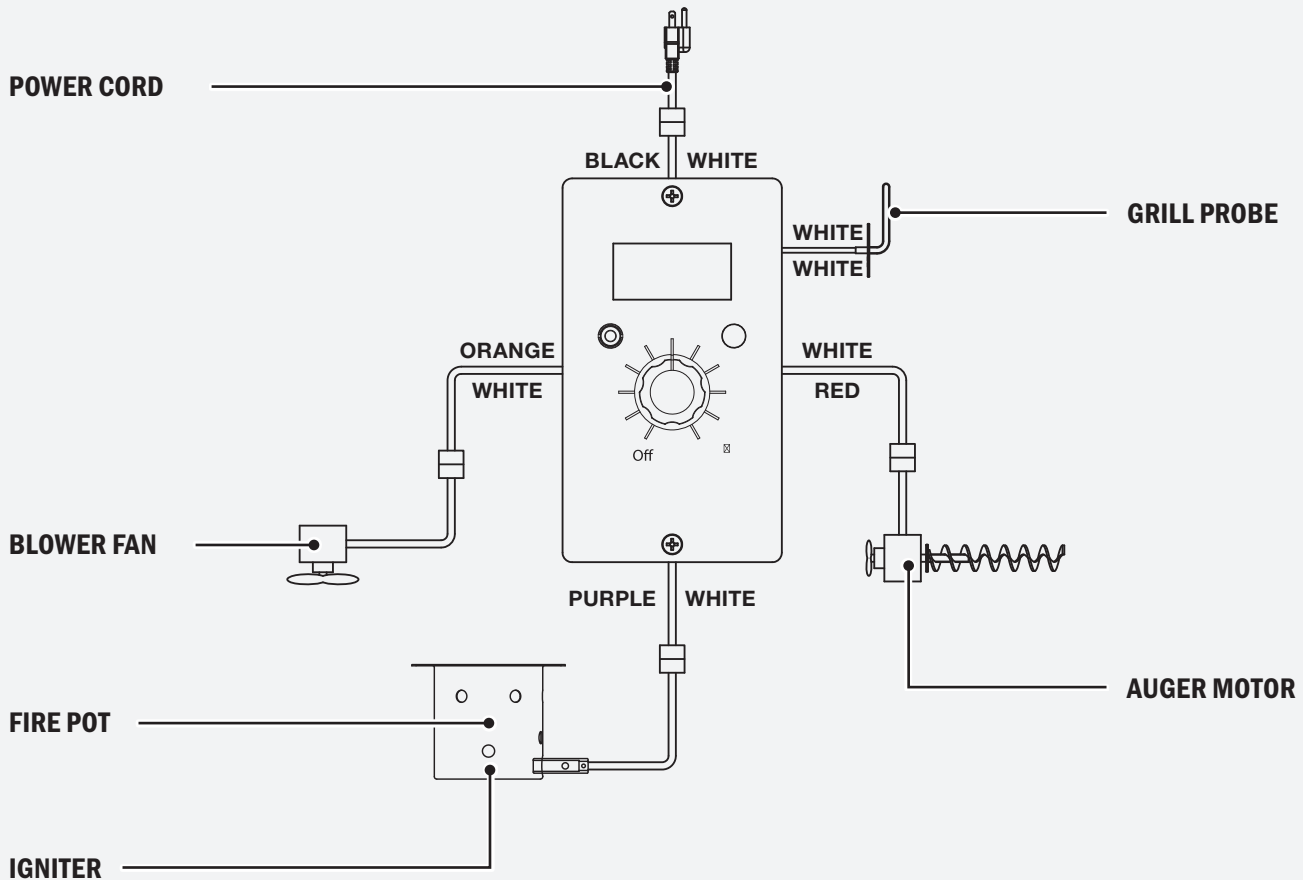 POWER CORD
BLACK WHITE
GRILL PROBE
WHITE
WHITE
ORANGE
WHITE
WHITE
RED
Off
BLOWER FAN
PURPLE WHITE
AUGER MOTOR
FIRE POT
IGNITER